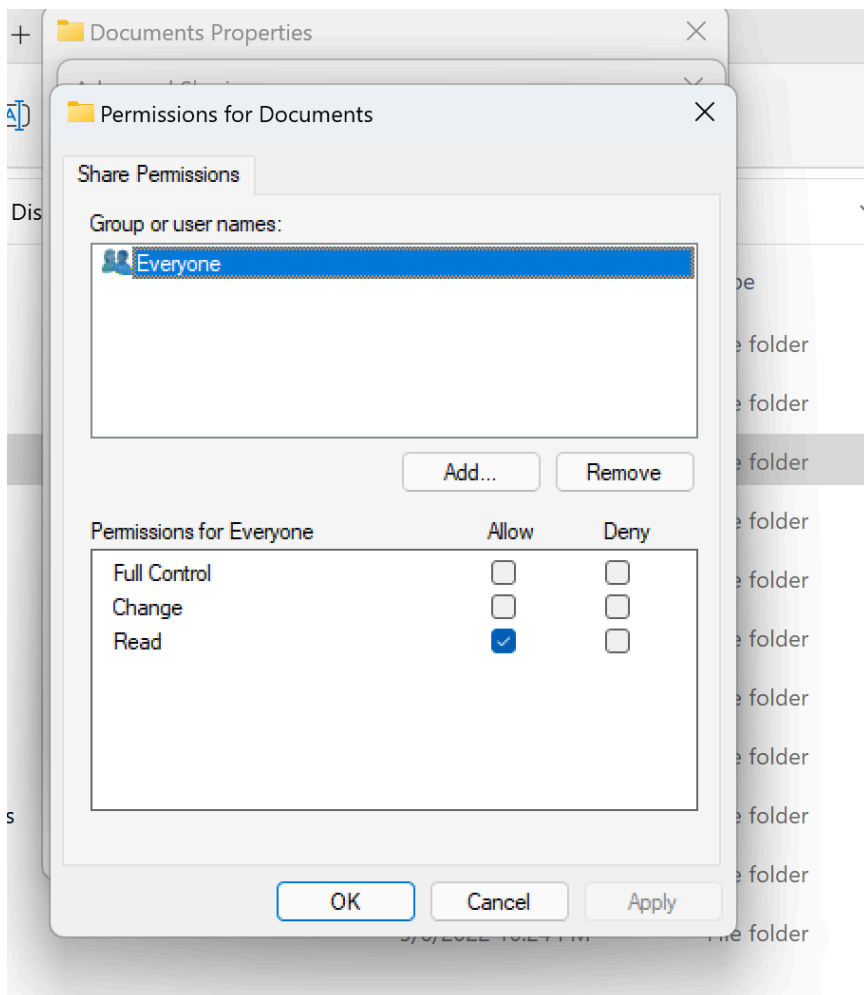 Documents Properties
Permissions for Documents
Share Permissions
Dis
Group or user names:
Everyone
pe
e folder
e folder
Add... Remove
e folder
Permissions for Everyone Allow Deny
e folder
Full Control
e folder
Change
Read
e folder
e folder
e folder
s
e folder
e folder
OK Cancel Apply
File folder